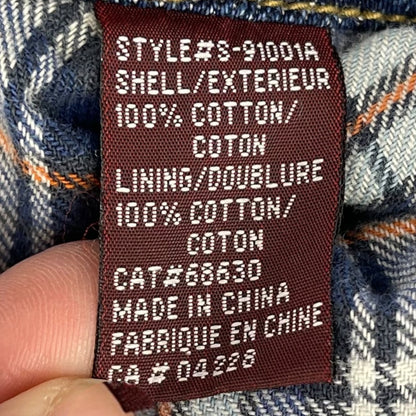 STYLE#S-91001A
SHELL/EXTERIEUR
100% COTTON/
COTON
LINING/DOUBLURE
100% COTTON/
COTON
CAT#68630
MADE IN CHINA
FABRIQUE EN CHINE
CA# 04228